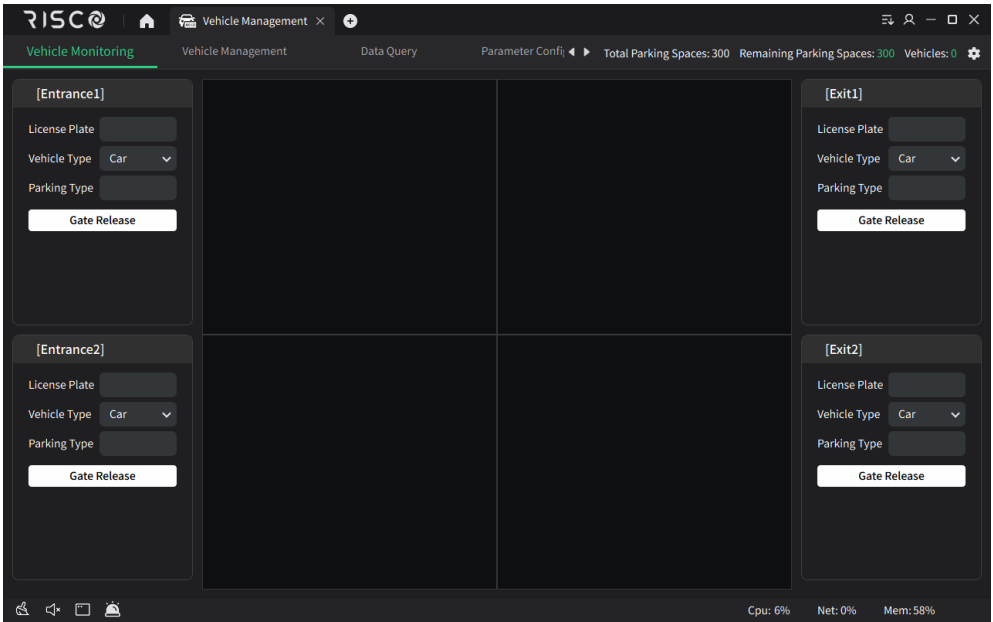 RISCO
Vehicle Management
Vehicle Monitoring Vehicle Management Data Query Parameter Confi Total Parking Spaces: 300 Remaining Parking Spaces: 300 Vehicles: 0
[Entrance1]
License Plate
Vehicle Type Car
Parking Type
Gate Release
[Exit1]
License Plate
Vehicle Type Car
Parking Type
Gate Release
[Entrance2]
License Plate
Vehicle Type Car
Parking Type
Gate Release
[Exit2]
License Plate
Vehicle Type Car
Parking Type
Gate Release
Cpu: 6% Net: 0% Mem: 58%